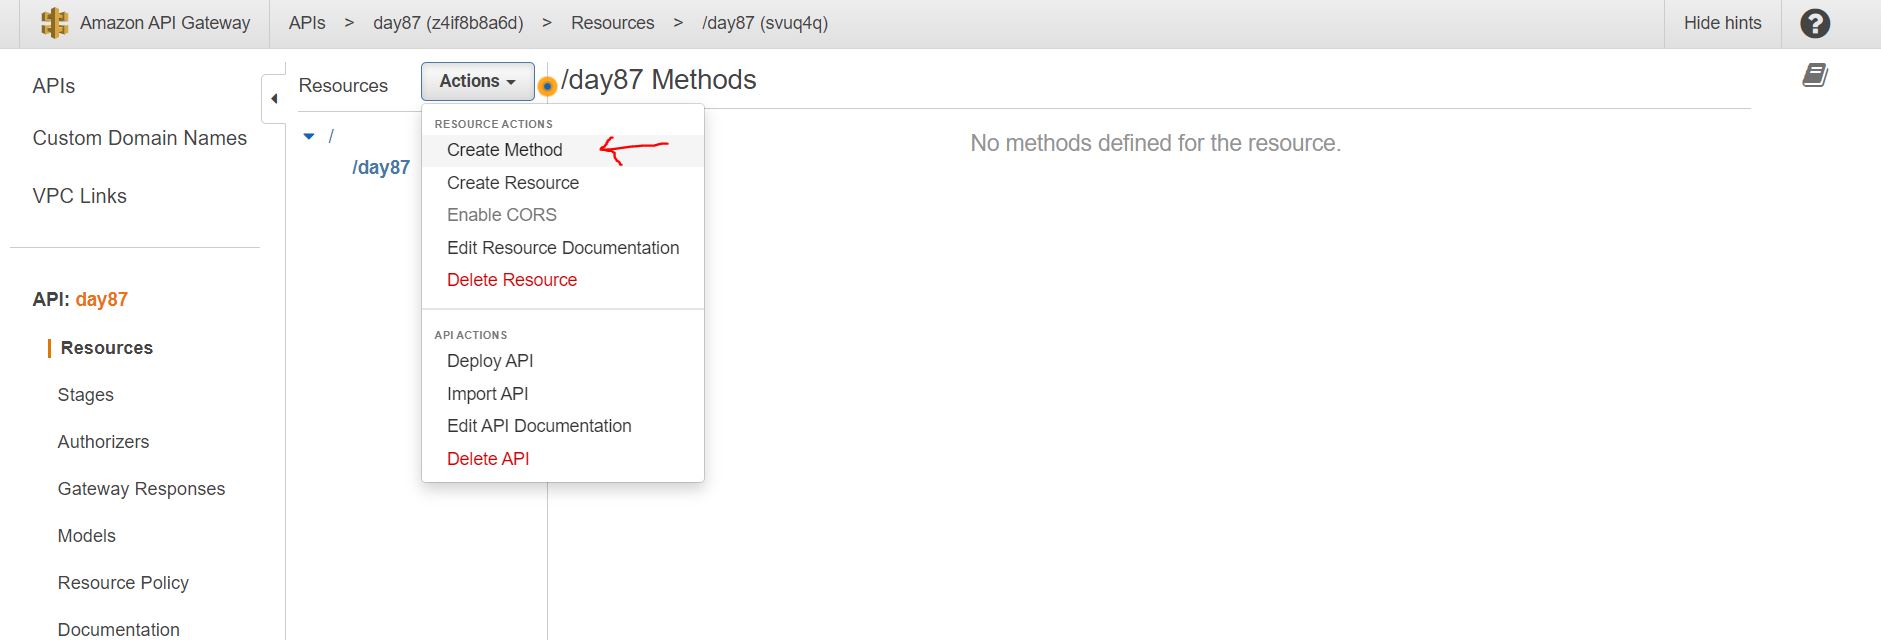 Amazon API Gateway
APIs > day87 (z4if8b8a6d) > Resources > /day87 (svuq4q)
Hide hints
?
APIs
Custom Domain Names
VPC Links
API: day87
Resources
Stages
Authorizers
Gateway Responses
Models
Resource Policy
Documentation
Resources
Actions
/
/day87
RESOURCE ACTIONS
Create Method
Create Resource
Enable CORS
Edit Resource Documentation
Delete Resource
API ACTIONS
Deploy API
Import API
Edit API Documentation
Delete API
/day87 Methods
No methods defined for the resource.